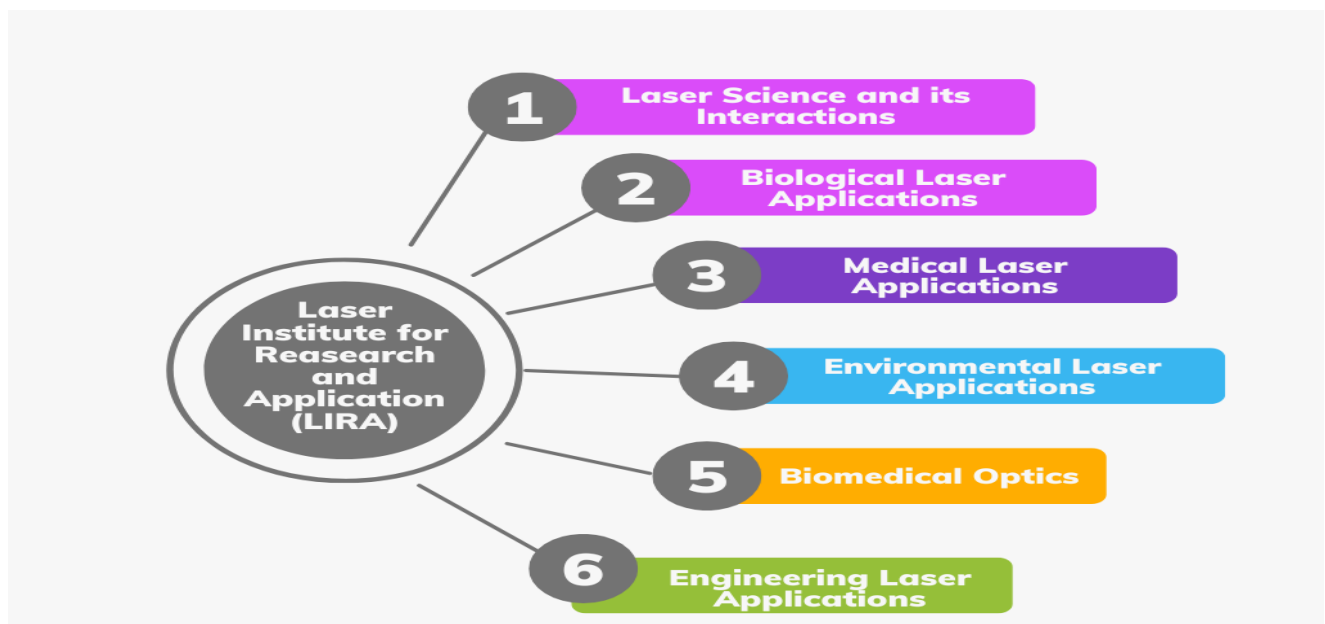 1
Laser Science and its
Interactions
2
Biological Laser
Applications
3
Medical Laser
Applications
Laser
Institute for
Reasearch
and
Application
(LIRA)
4
Environmental Laser
Applications
5
Biomedical Optics
6
Engineering Laser
Applications